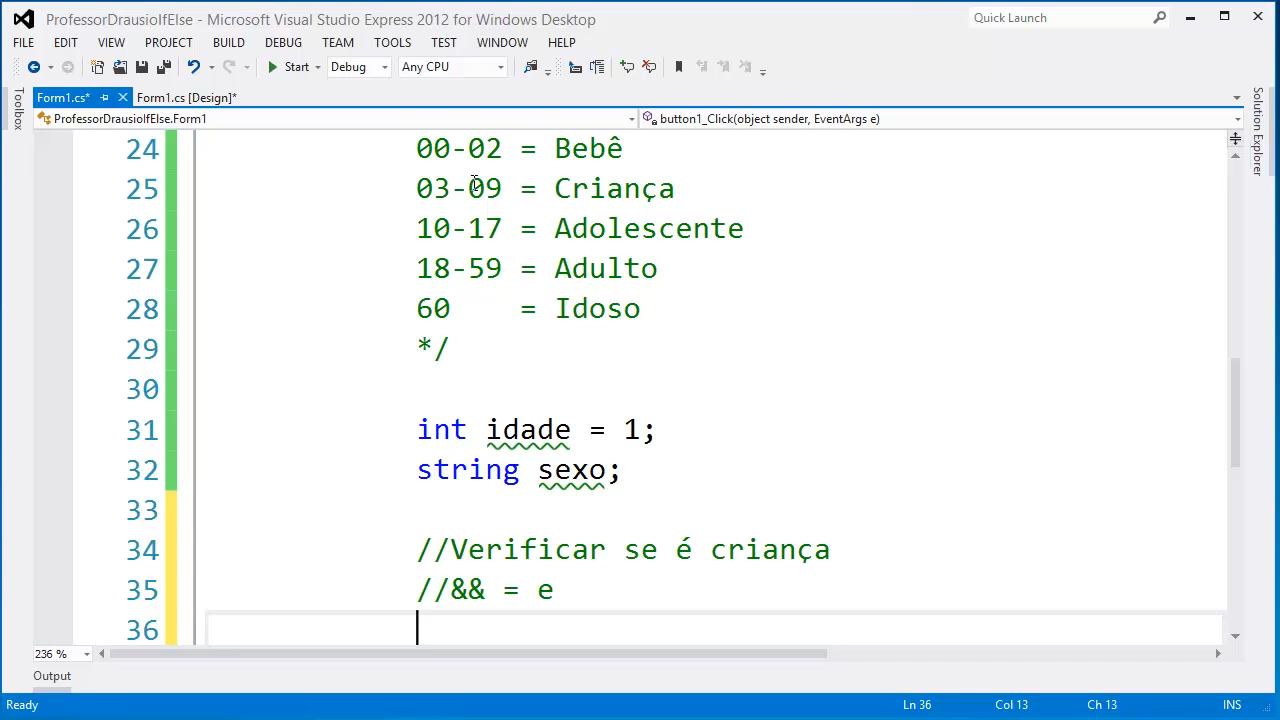 ProfessorDrausioIfElse - Microsoft Visual Studio Express 2012 for Windows Desktop
Quick Launch
FILE EDIT VIEW PROJECT BUILD DEBUG TEAM TOOLS TEST WINDOW HELP
Start Debug Any CPU
Toolbox
Form1.cs* Form1.cs [Design]*
ProfessorDrausioIfElse.Form1 button1_Click(object sender, EventArgs e)
Solution Explorer
24 00-02 = Bebê
25 03-09 = Criança
26 10-17 = Adolescente
27 18-59 = Adulto
28 60    = Idoso
29 */
30
31 int idade = 1;
32 string sexo;
33
34 //Verificar se é criança
35 //&& = e
36
236 %
Output
Ready Ln 36 Col 13 Ch 13 INS